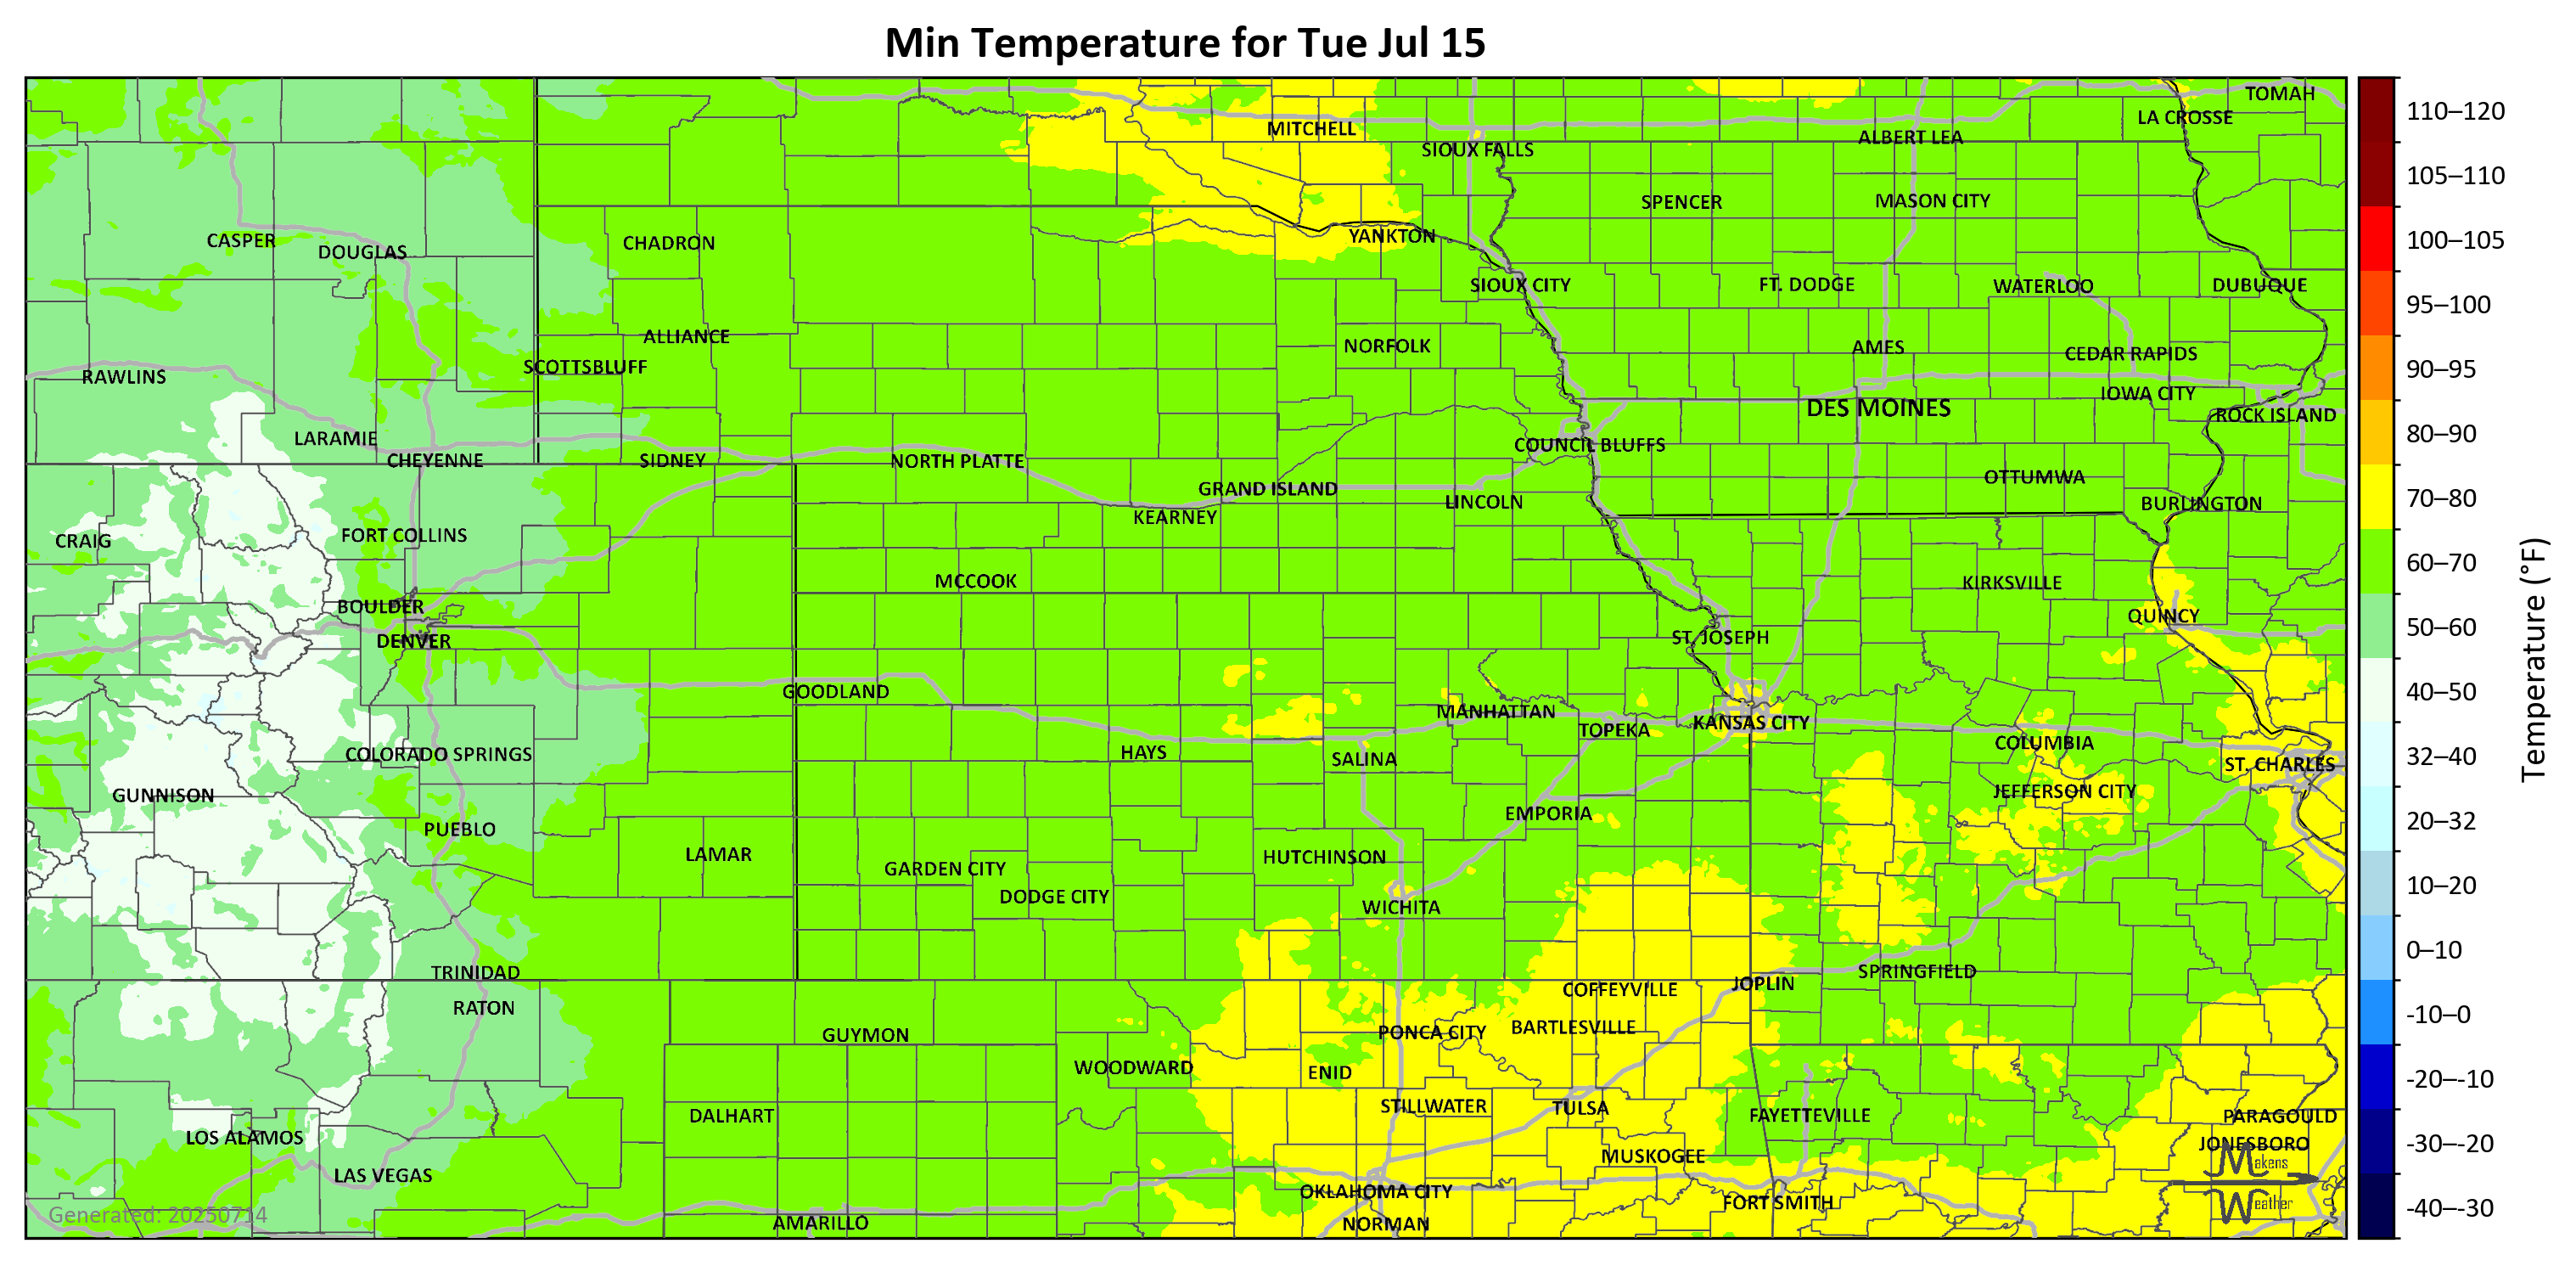 Min Temperature for Tue Jul 15
TOMAH
LA CROSSE
MITCHELL
ALBERT LEA
SIOUX FALLS
SPENCER
MASON CITY
YANKTON
CASPER
CHADRON
DOUGLAS
SIOUX CITY
FT. DODGE
WATERLOO
DUBUQUE
ALLIANCE
NORFOLK
AMES
CEDAR RAPIDS
SCOTTSBLUFF
RAWLINS
IOWA CITY
DES MOINES
ROCK ISLAND
LARAMIE
COUNCIL BLUFFS
CHEYENNE
SIDNEY
NORTH PLATTE
OTTUMWA
GRAND ISLAND
LINCOLN
BURLINGTON
KEARNEY
FORT COLLINS
CRAIG
MCCOOK
KIRKSVILLE
BOULDER
QUINCY
DENVER
ST. JOSEPH
GOODLAND
MANHATTAN
KANSAS CITY
TOPEKA
COLUMBIA
COLORADO SPRINGS
HAYS
SALINA
ST. CHARLES
GUNNISON
JEFFERSON CITY
EMPORIA
PUEBLO
LAMAR
HUTCHINSON
GARDEN CITY
DODGE CITY
WICHITA
TRINIDAD
SPRINGFIELD
JOPLIN
COFFEYVILLE
RATON
BARTLESVILLE
PONCA CITY
GUYMON
WOODWARD
ENID
STILLWATER
TULSA
DALHART
FAYETTEVILLE
PARAGOULD
LOS ALAMOS
JONESBORO
MUSKOGEE
LAS VEGAS
OKLAHOMA CITY
FORT SMITH
AMARILLO
NORMAN
Generated: 20250714
Makens
Weather
110–120
105–110
100–105
95–100
90–95
80–90
70–80
60–70
50–60
40–50
32–40
20–32
10–20
0–10
-10–0
-20–-10
-30–-20
-40–-30
Temperature (°F)